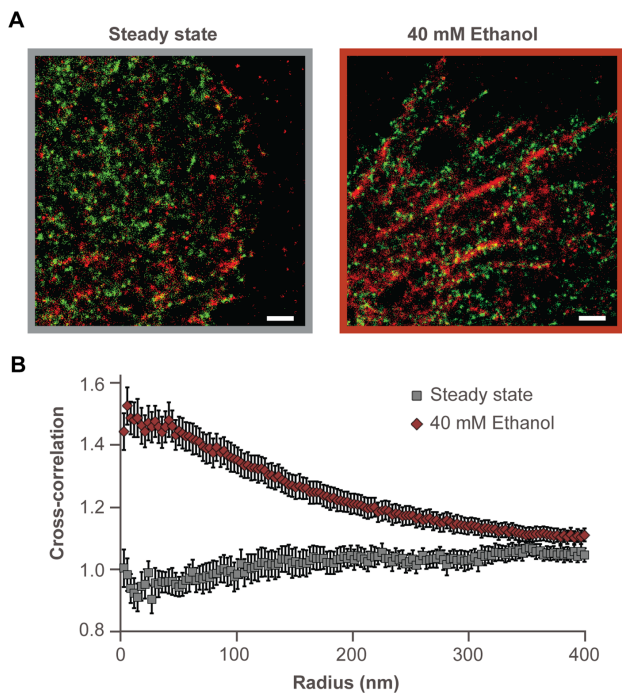 A
Steady state
40 mM Ethanol
B
1.6
1.4
1.2
1.0
0.8
Cross-correlation
Steady state
40 mM Ethanol
0
100
200
300
400
Radius (nm)